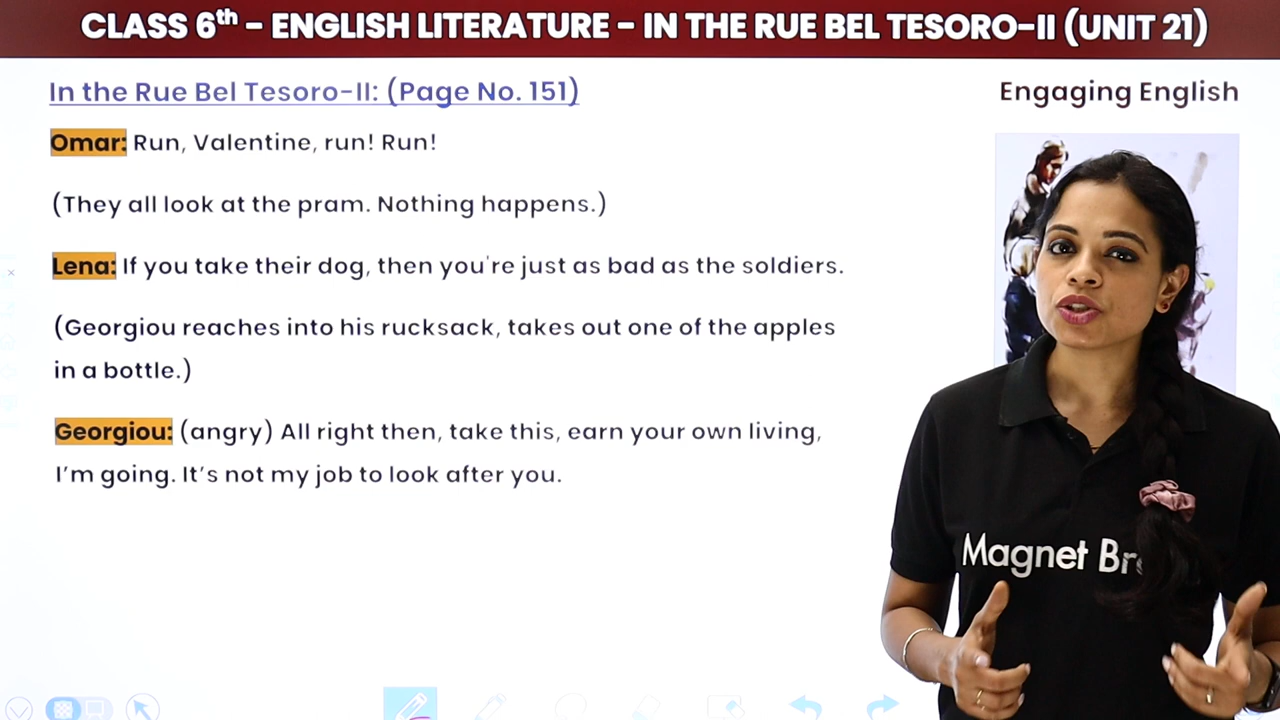 CLASS 6th – ENGLISH LITERATURE – IN THE RUE BEL TESORO-II (UNIT 21)
In the Rue Bel Tesoro-II: (Page No. 151)
Engaging English
Omar: Run, Valentine, run! Run!
(They all look at the pram. Nothing happens.)
Lena: If you take their dog, then you're just as bad as the soldiers.
(Georgiou reaches into his rucksack, takes out one of the apples
in a bottle.)
Georgiou: (angry) All right then, take this, earn your own living,
I’m going. It’s not my job to look after you.
Magnet Br